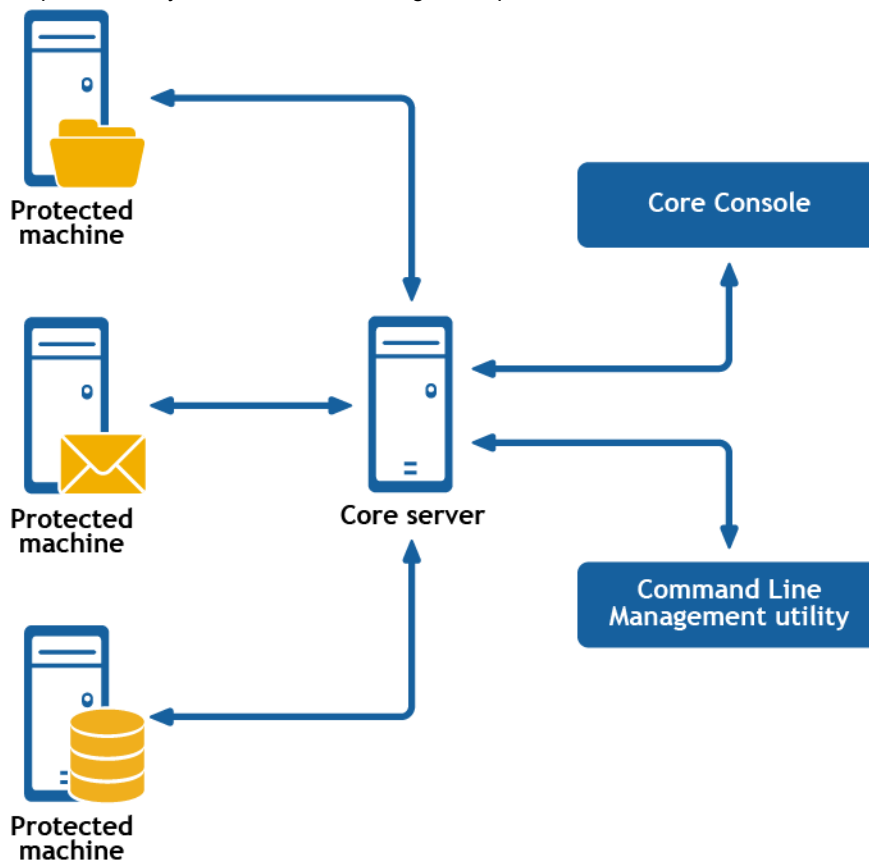 Protected
machine
Core Console
Protected
machine
Core server
Command Line
Management utility
Protected
machine